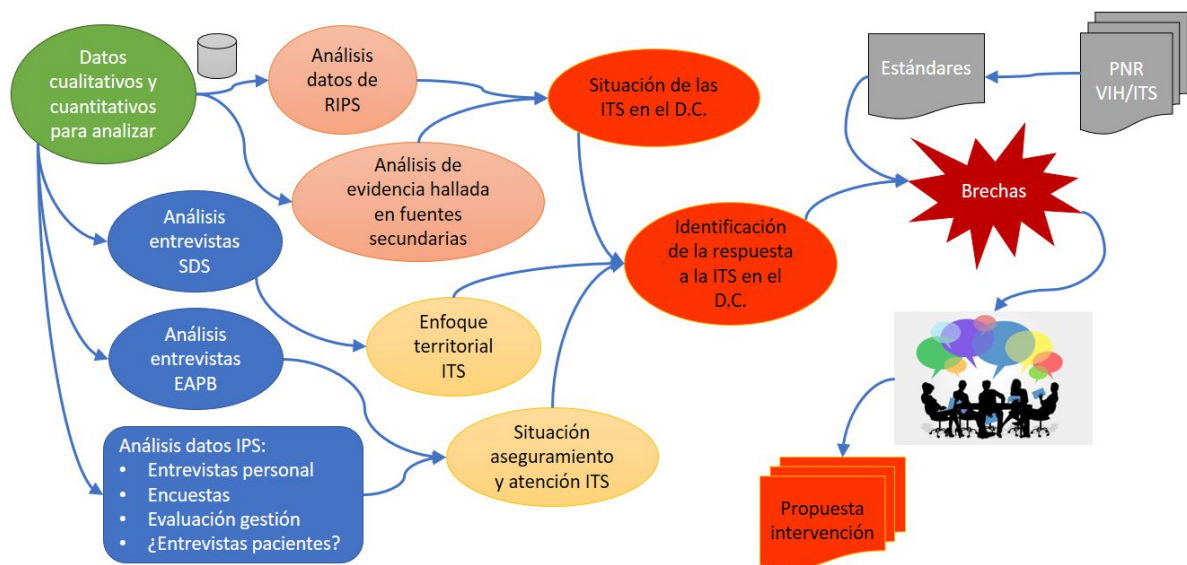 Datos
cualitativos y
cuantitativos
para analizar
Análisis
datos de
RIPS
Análisis de
evidencia hallada
en fuentes
secundarias
Análisis
entrevistas
SDS
Análisis
entrevistas
EAPB
Análisis datos IPS:
• Entrevistas personal
• Encuestas
• Evaluación gestión
• ¿Entrevistas pacientes?
Situación de las
ITS en el D.C.
Enfoque
territorial
ITS
Situación
aseguramiento
y atención ITS
Identificación
de la respuesta
a la ITS en el
D.C.
Estándares
PNR
VIH/ITS
Brechas
Propuesta
intervención